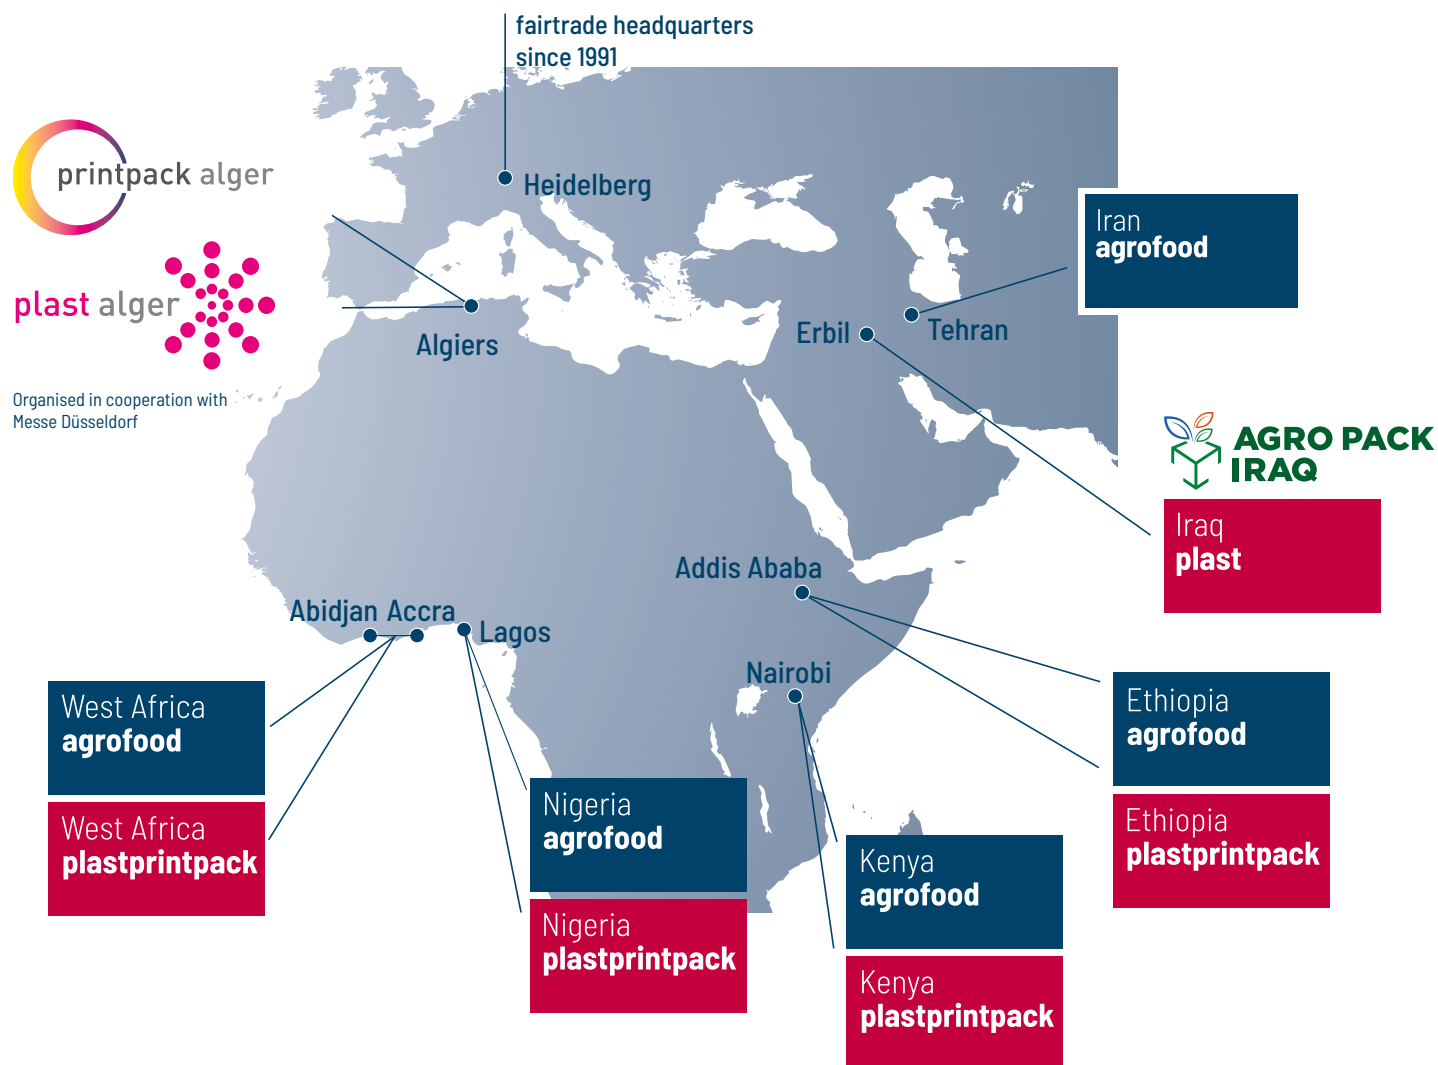 fairtrade headquarters
since 1991
Heidelberg
printpack alger
plast alger
Organised in cooperation with
Messe Düsseldorf
Algiers
Erbil
Tehran
Iran
agrofood
AGRO PACK
IRAQ
Iraq
plast
Addis Ababa
Abidjan
Accra
Lagos
Nairobi
West Africa
agrofood
West Africa
plastprintpack
Nigeria
agrofood
Nigeria
plastprintpack
Kenya
agrofood
Kenya
plastprintpack
Ethiopia
agrofood
Ethiopia
plastprintpack